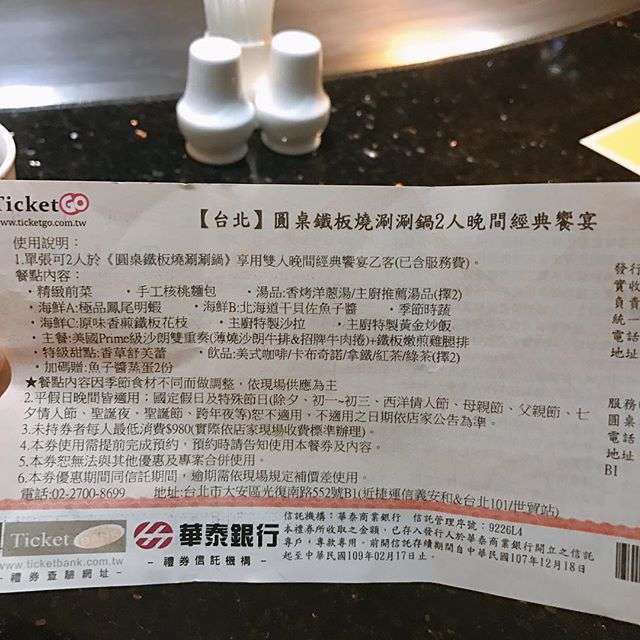 Ticket GO
www.ticketgo.com.tw
【台北】圓桌鐵板燒涮涮鍋2人晚間經典饗宴
使用說明：
1.單張可2人於《圓桌鐵板燒涮涮鍋》享用雙人晚間經典饗宴乙客(已含服務費)。
餐點內容：
・精緻前菜 ・手工核桃麵包 ・湯品:香烤洋蔥湯/主廚推薦湯品(擇2)
・海鮮A:極品鳳尾明蝦 ・海鮮B:北海道干貝佐魚子醬 ・季節時蔬
・海鮮C:原味香煎鐵板花枝 ・主廚特製沙拉 ・主廚特製黃金炒飯
・主餐:美國Prime級沙朗雙重奏(薄燒沙朗牛排&招牌牛肉捲)+鐵板嫩煎雞腿排
・特級甜點:香草舒芙蕾 ・飲品:美式咖啡/卡布奇諾/拿鐵/紅茶/綠茶(擇2)
・加碼贈:魚子醬蒸蛋2份
★餐點內容因季節食材不同而做調整，依現場供應為主
2.平假日晚間皆適用；國定假日及特殊節日(除夕、初一~初三、西洋情人節、母親節、父親節、七
夕情人節、聖誕夜、聖誕節、跨年夜等)恕不適用，不適用之日期依店家公告為準。
3.未持券者每人最低消費$980(實際依店家現場收費標準辦理)。
4.本券使用需提前完成預約，預約時請告知使用本餐券及內容。
5.本券恕無法與其他優惠及專案合併使用。
6.本券優惠期間同信託期間，逾期需依現場規定補價差使用。
電話:02-2700-8699 地址:台北市大安區光復南路552號B1(近捷運信義安和&台北101/世貿站)
發行
實收
負責
統一
電話
地址
服務
圓桌
電話
地址
B1
Ticket
www.ticketbank.com.tw
- 禮券查驗網址 -
華泰銀行
- 禮券信託機構 -
信託機構：華泰商業銀行 信託管理序號：9226L4
本禮券所收取之金額，已存入發行人於華泰商業銀行開立之信託
專戶，專款專用。前開信託存續期間自中華民國107年12月18日
起至中華民國109年02月17日止。